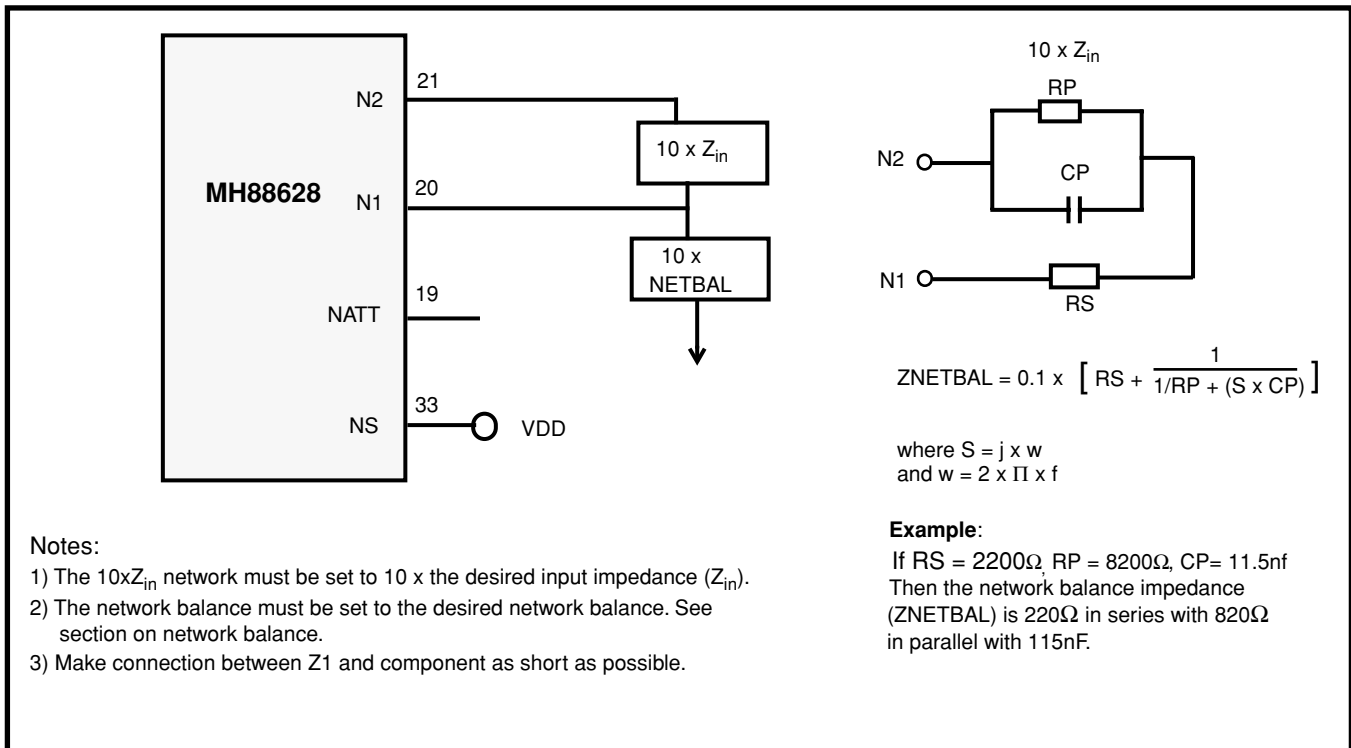 MH88628
N2
21
N1
20
NATT
19
NS
33
VDD
10 x Zin
10 x
NETBAL
10 x Zin
RP
N2
CP
N1
RS
ZNETBAL = 0.1 x [ RS + 1 / 1/RP + (S x CP) ]
where S = j x w
and w = 2 x Π x f
Notes:
1) The 10xZin network must be set to 10 x the desired input impedance (Zin).
2) The network balance must be set to the desired network balance. See
section on network balance.
3) Make connection between Z1 and component as short as possible.
Example:
If RS = 2200Ω, RP = 8200Ω, CP= 11.5nf
Then the network balance impedance
(ZNETBAL) is 220Ω in series with 820Ω
in parallel with 115nF.